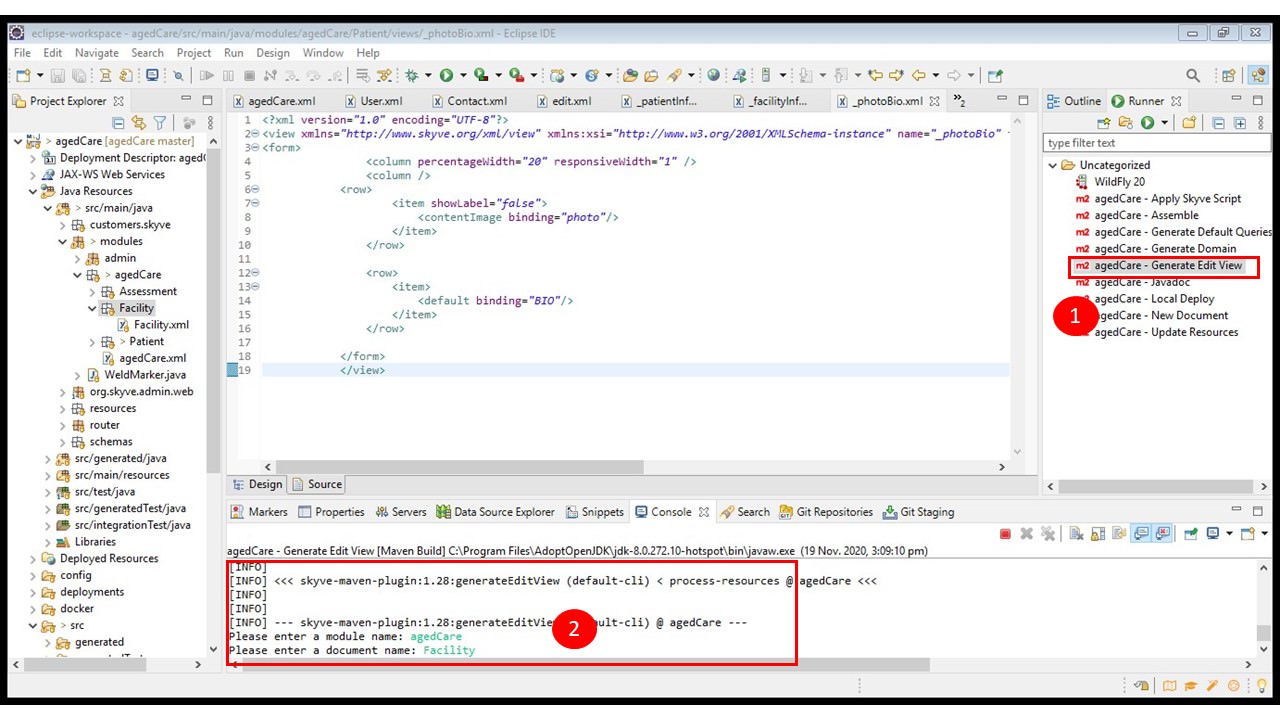 eclipse-workspace - agedCare/src/main/java/modules/agedCare/Patient/views/_photoBio.xml - Eclipse IDE
File Edit Navigate Search Project Run Design Window Help
Project Explorer
> agedCare [agedCare master]
Deployment Descriptor: aged
JAX-WS Web Services
Java Resources
> src/main/java
customers.skyve
> modules
admin
> agedCare
Assessment
Facility
Facility.xml
> Patient
agedCare.xml
WeldMarker.java
org.skyve.admin.web
resources
router
schemas
src/generated/java
src/main/resources
src/test/java
src/generatedTest/java
src/integrationTest/java
Libraries
Deployed Resources
config
deployments
docker
> src
generated
agedCare.xml User.xml Contact.xml edit.xml _patientInf... _facilityInf... _photoBio.xml »2
1 <?xml version="1.0" encoding="UTF-8"?>
2 <view xmlns="http://www.skyve.org/xml/view" xmlns:xsi="http://www.w3.org/2001/XMLSchema-instance" name="_photoBio"
3 <form>
4 <column percentageWidth="20" responsiveWidth="1" />
5 <column />
6 <row>
7 <item showLabel="false">
8 <contentImage binding="photo"/>
9 </item>
10 </row>
11
12 <row>
13 <item>
14 <default binding="BIO"/>
15 </item>
16 </row>
17
18 </form>
19 </view>
Design Source
Outline Runner
type filter text
Uncategorized
WildFly 20
m2 agedCare - Apply Skyve Script
m2 agedCare - Assemble
m2 agedCare - Generate Default Queries
m2 agedCare - Generate Domain
m2 agedCare - Generate Edit View
m2 agedCare - Javadoc
agedCare - Local Deploy
1
gedCare - New Document
agedCare - Update Resources
Markers Properties Servers Data Source Explorer Snippets Console Search Git Repositories Git Staging
agedCare - Generate Edit View [Maven Build] C:\Program Files\AdoptOpenJDK\jdk-8.0.272.10-hotspot\bin\javaw.exe (19 Nov. 2020, 3:09:10 pm)
[INFO]
[INFO] <<< skyve-maven-plugin:1.28:generateEditView (default-cli) < process-resources @ agedCare <<<
[INFO]
[INFO]
[INFO] --- skyve-maven-plugin:1.28:generateEditVie ult-cli) @ agedCare ---
2
Please enter a module name: agedCare
Please enter a document name: Facility